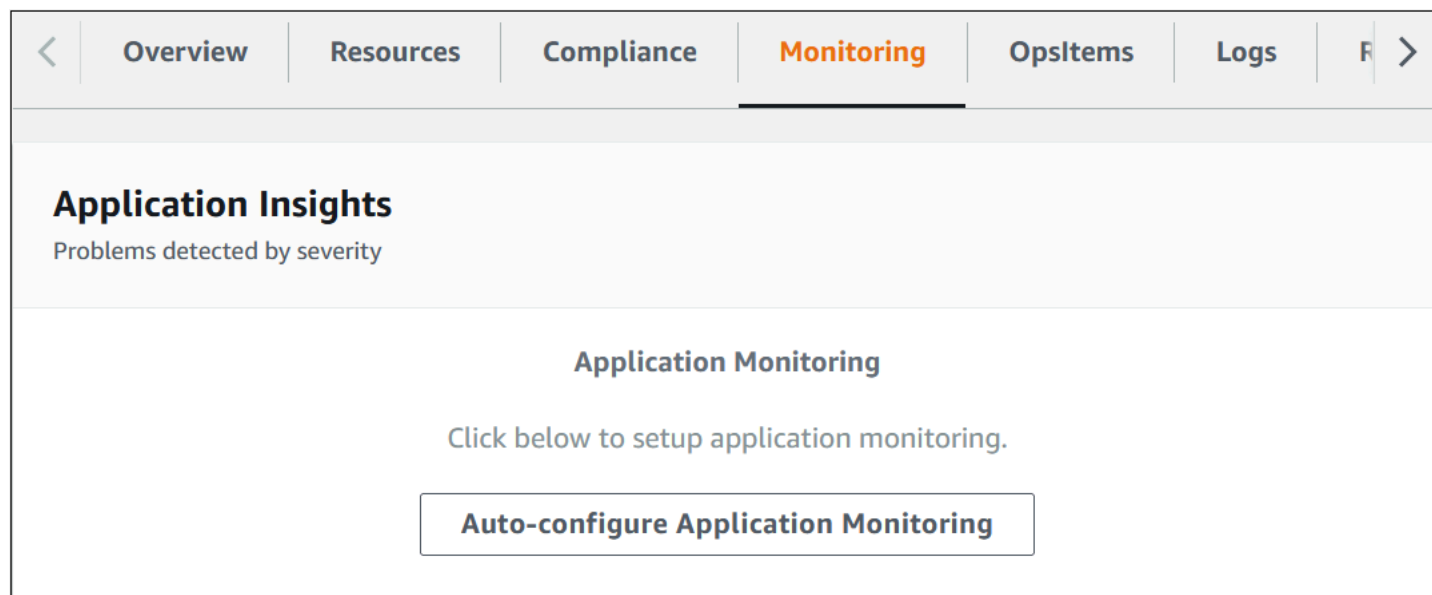 Overview Resources Compliance Monitoring OpsItems Logs
Application Insights
Problems detected by severity
Application Monitoring
Click below to setup application monitoring.
Auto-configure Application Monitoring